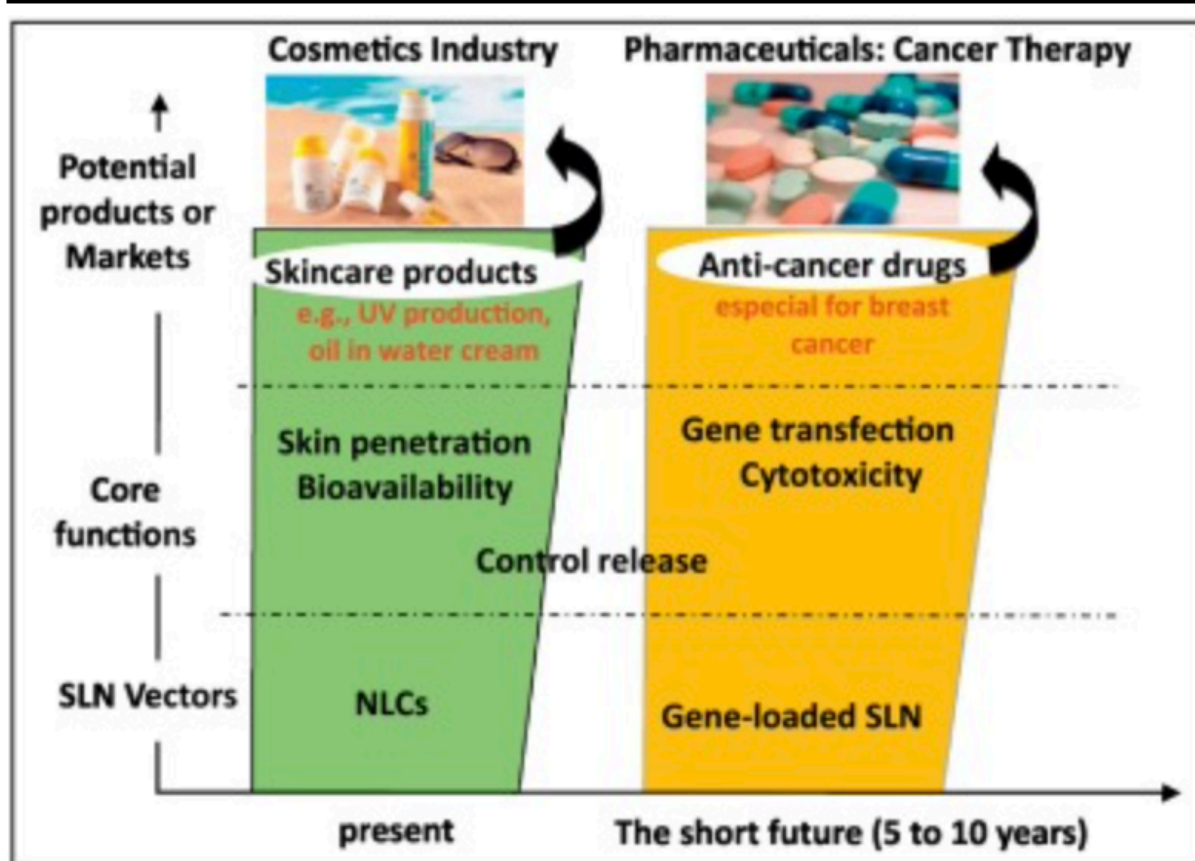 Cosmetics Industry
Pharmaceuticals: Cancer Therapy
Potential
products or
Markets
Skincare products
e.g., UV production,
oil in water cream
Anti-cancer drugs
especial for breast
cancer
Core
functions
Skin penetration
Bioavailability
Gene transfection
Cytotoxicity
Control release
SLN Vectors
NLCs
Gene-loaded SLN
present
The short future (5 to 10 years)